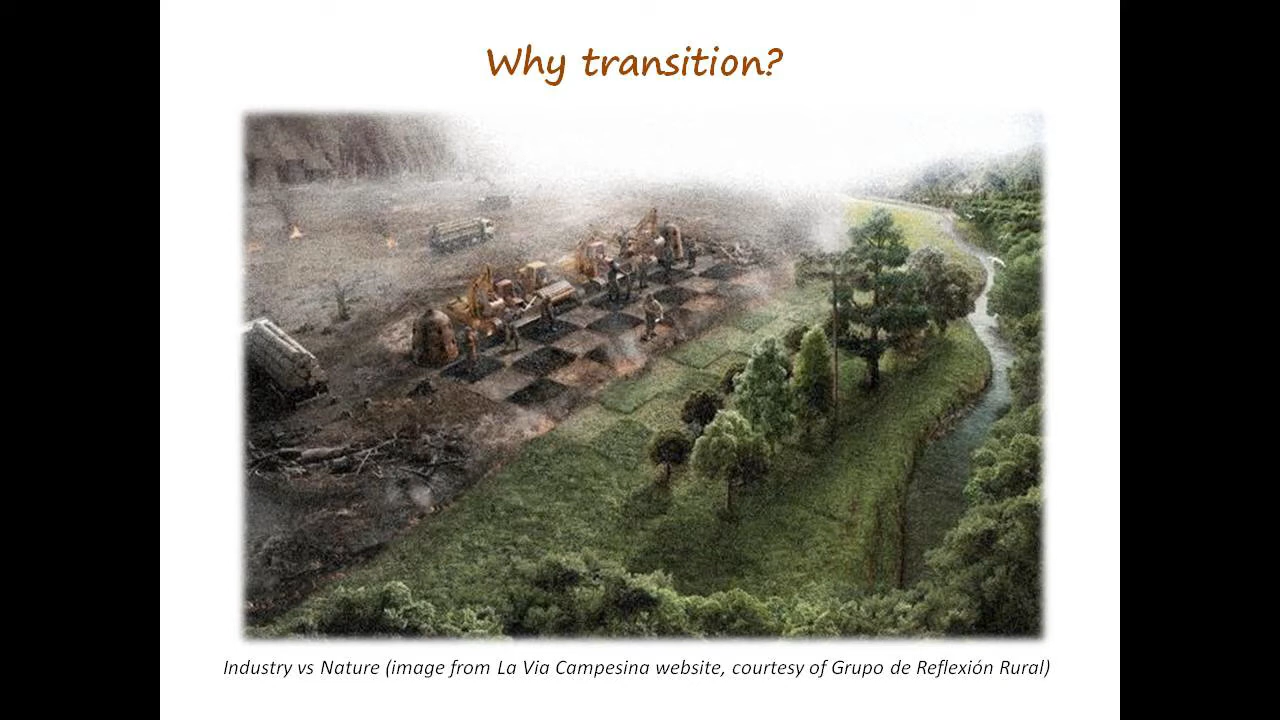 Why transition?
Industry vs Nature (image from La Via Campesina website, courtesy of Grupo de Reflexión Rural)